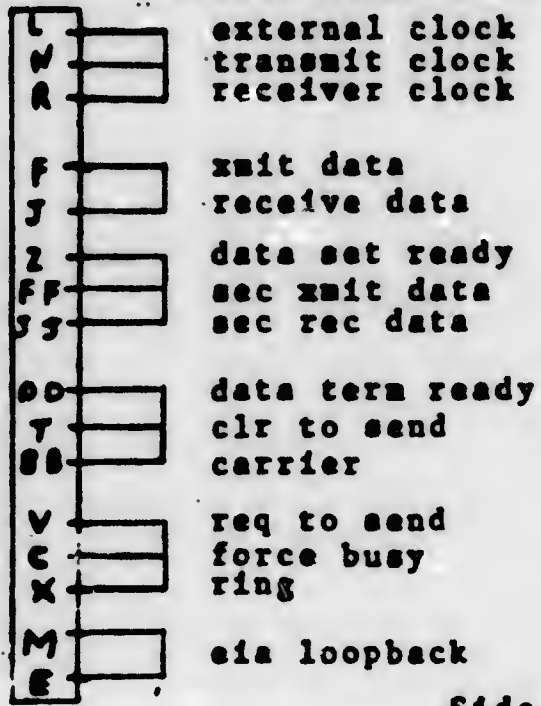 L external clock
N transmit clock
R receiver clock
F xmit data
J receive data
Z data set ready
FF sec xmit data
JJ sec rec data
DD data term ready
T clr to send
BB carrier
V req to send
C force busy
X ring
M
eia loopback
E
Side